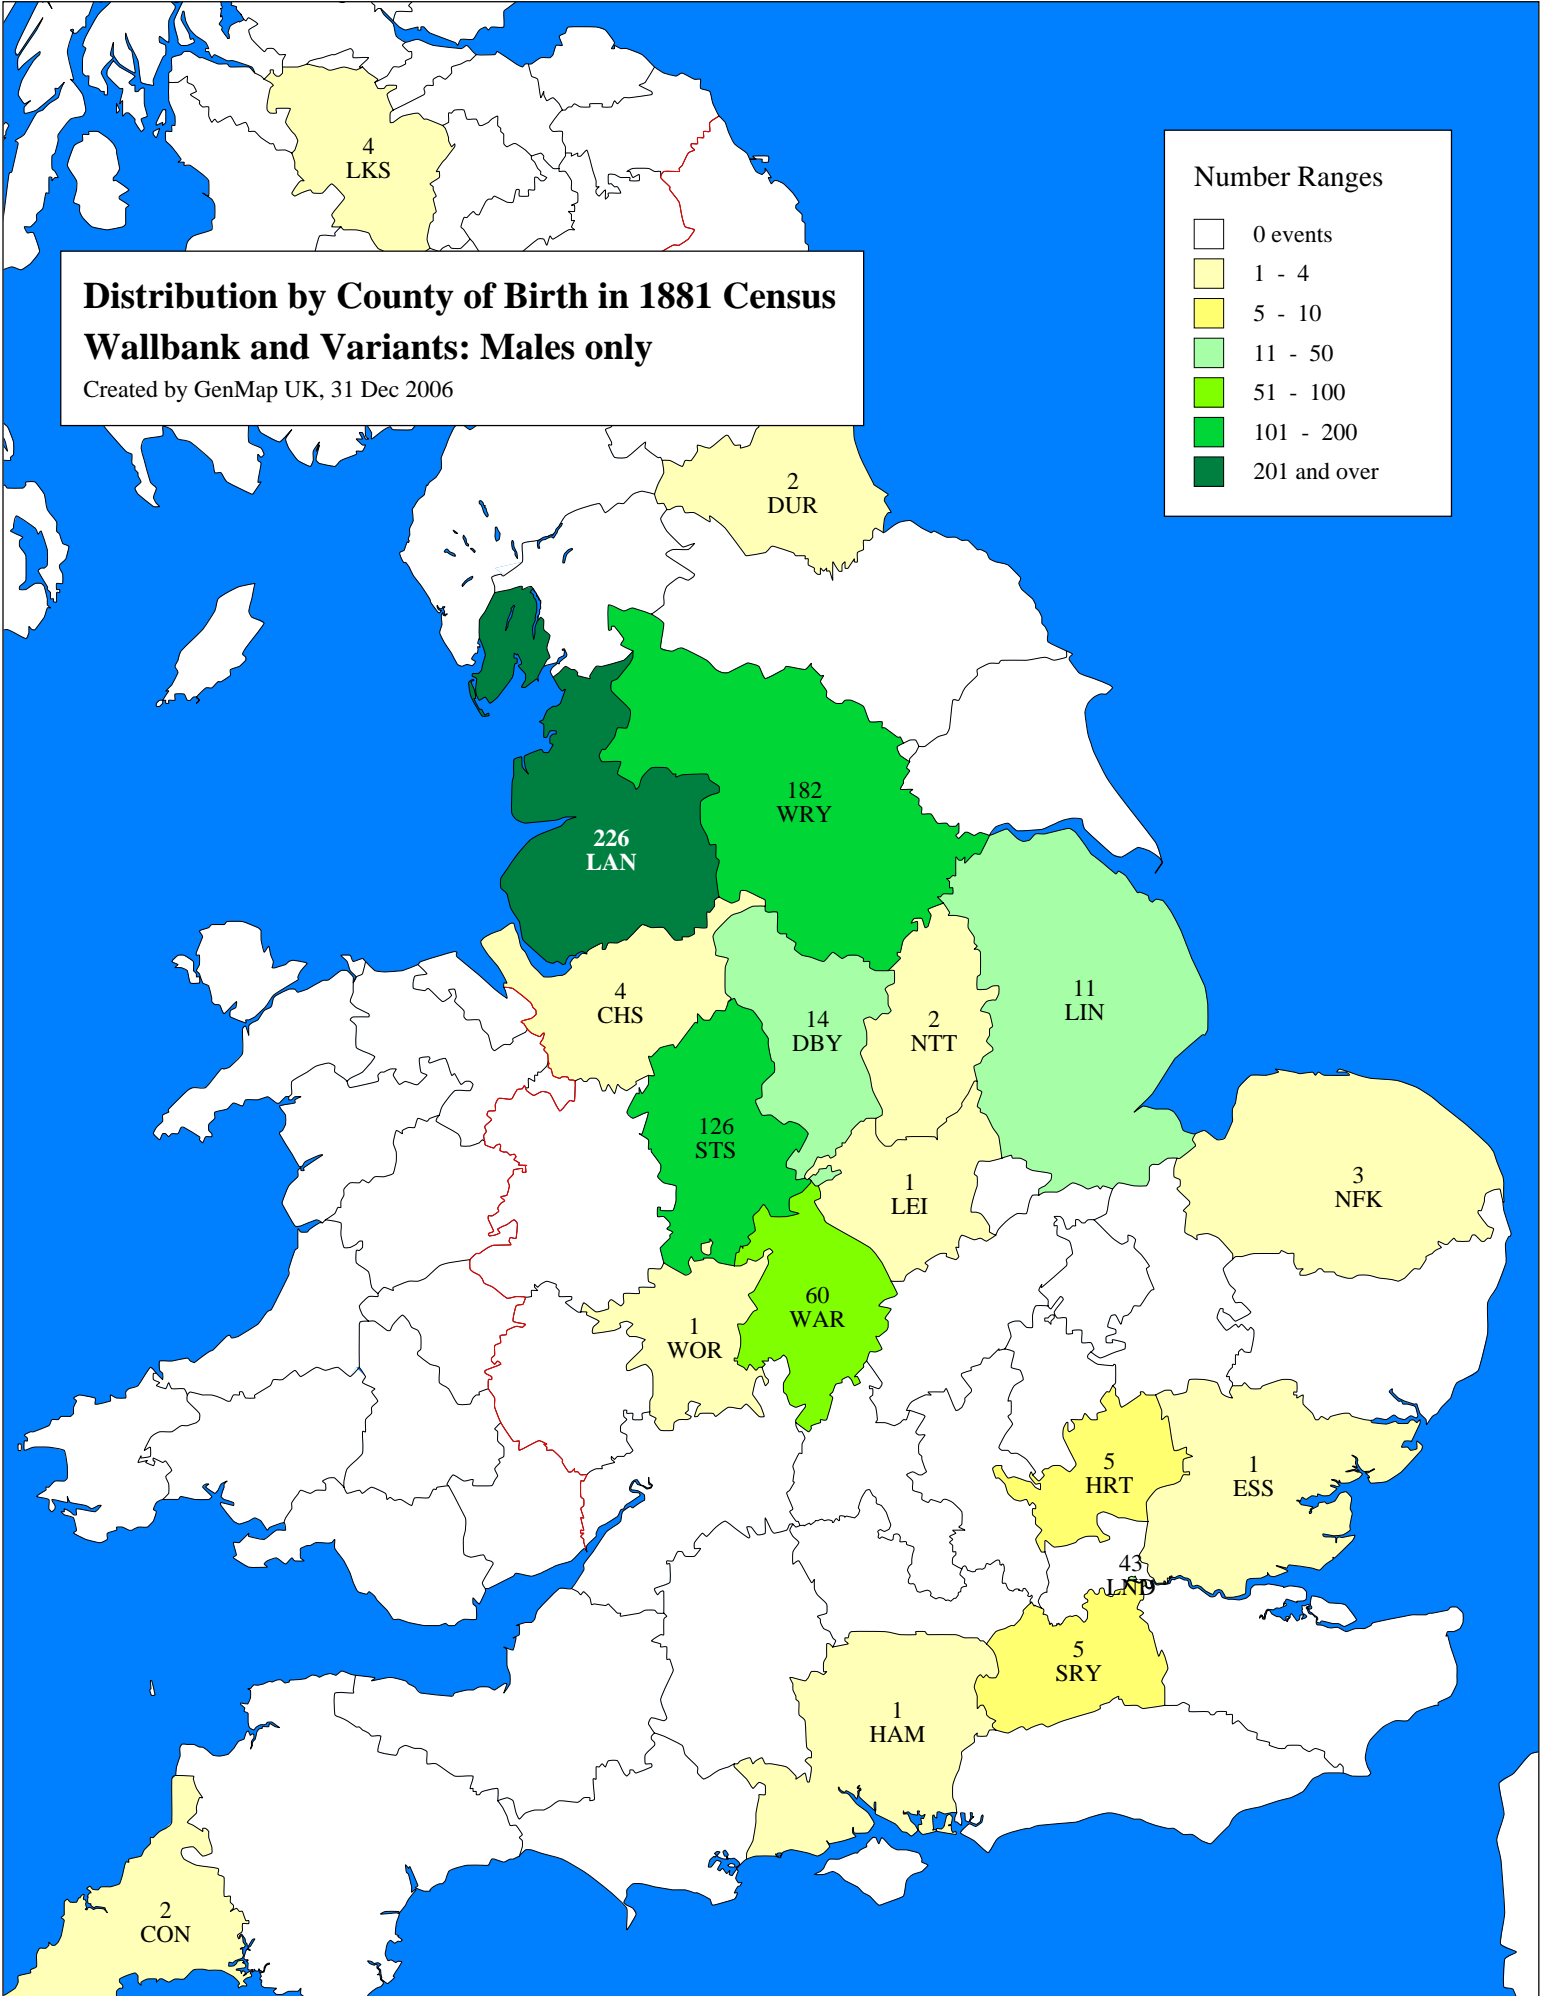 4
LKS
Number Ranges
0 events
1 - 4
5 - 10
11 - 50
51 - 100
101 - 200
201 and over
Distribution by County of Birth in 1881 Census
Wallbank and Variants: Males only
Created by GenMap UK, 31 Dec 2006
2
DUR
182
WRY
226
LAN
4
CHS
14
DBY
2
NTT
11
LIN
126
STS
1
LEI
3
NFK
1
WOR
60
WAR
5
HRT
1
ESS
43
LND
5
SRY
1
HAM
2
CON